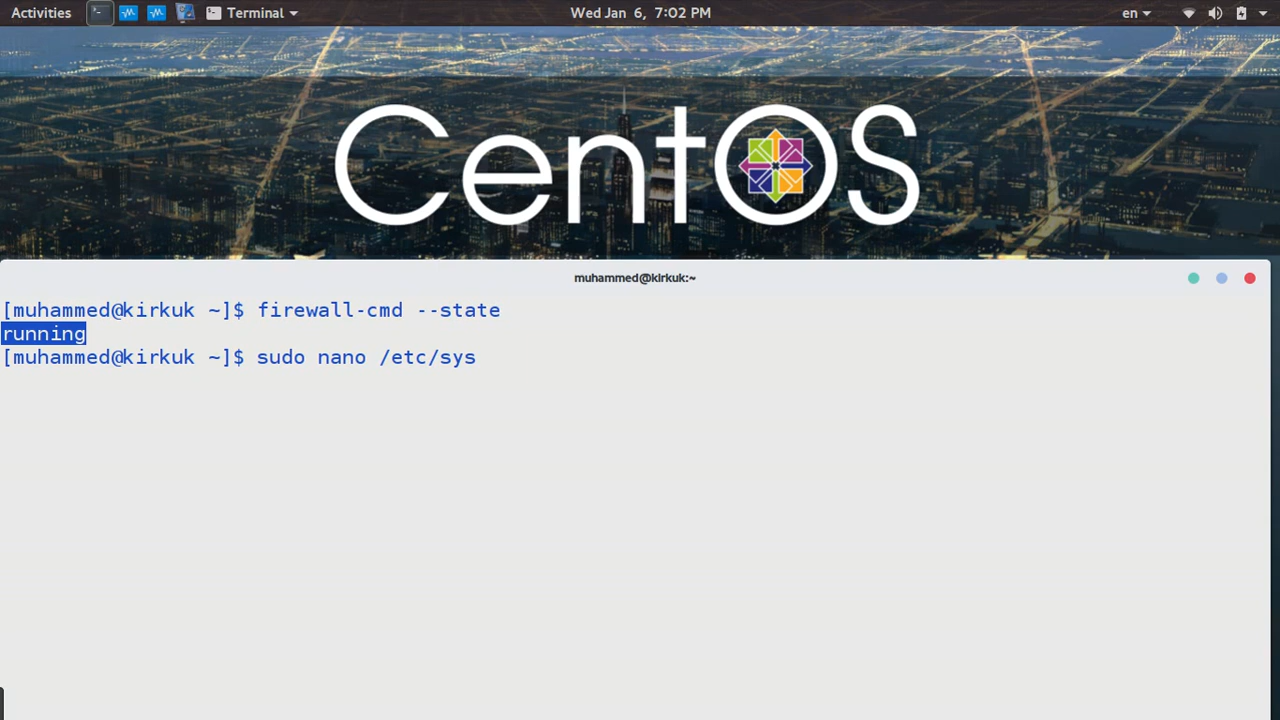 Activities
Terminal
Wed Jan 6, 7:02 PM
en
CentOS
muhammed@kirkuk:~
[muhammed@kirkuk ~]$ firewall-cmd --state
running
[muhammed@kirkuk ~]$ sudo nano /etc/sys